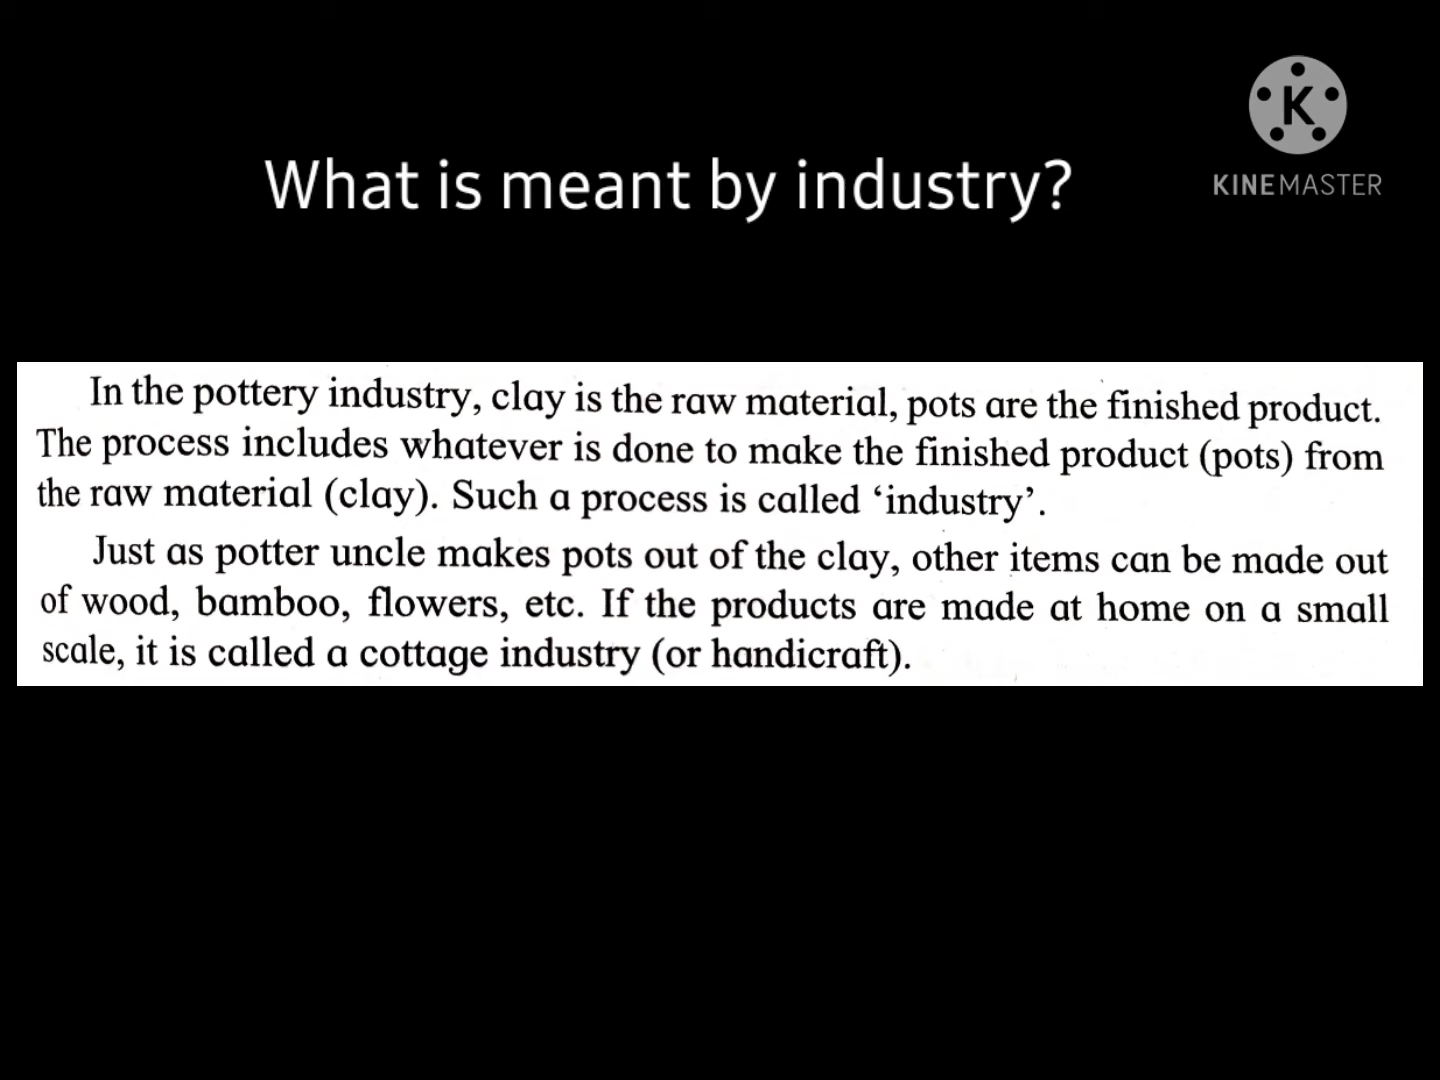 K
KINEMASTER
What is meant by industry?
In the pottery industry, clay is the raw material, pots are the finished product.
The process includes whatever is done to make the finished product (pots) from
the raw material (clay). Such a process is called ‘industry’.
Just as potter uncle makes pots out of the clay, other items can be made out
of wood, bamboo, flowers, etc. If the products are made at home on a small
scale, it is called a cottage industry (or handicraft).